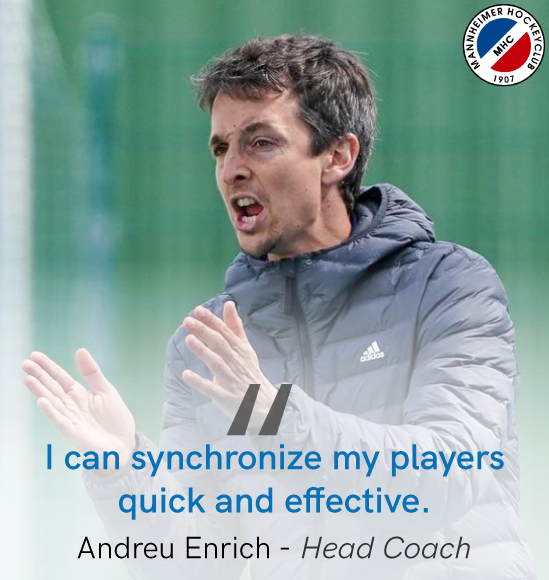 MANNHEIMER HOCKEYCLUB
MHC
1907
adidas
"
I can synchronize my players
quick and effective.
Andreu Enrich - Head Coach